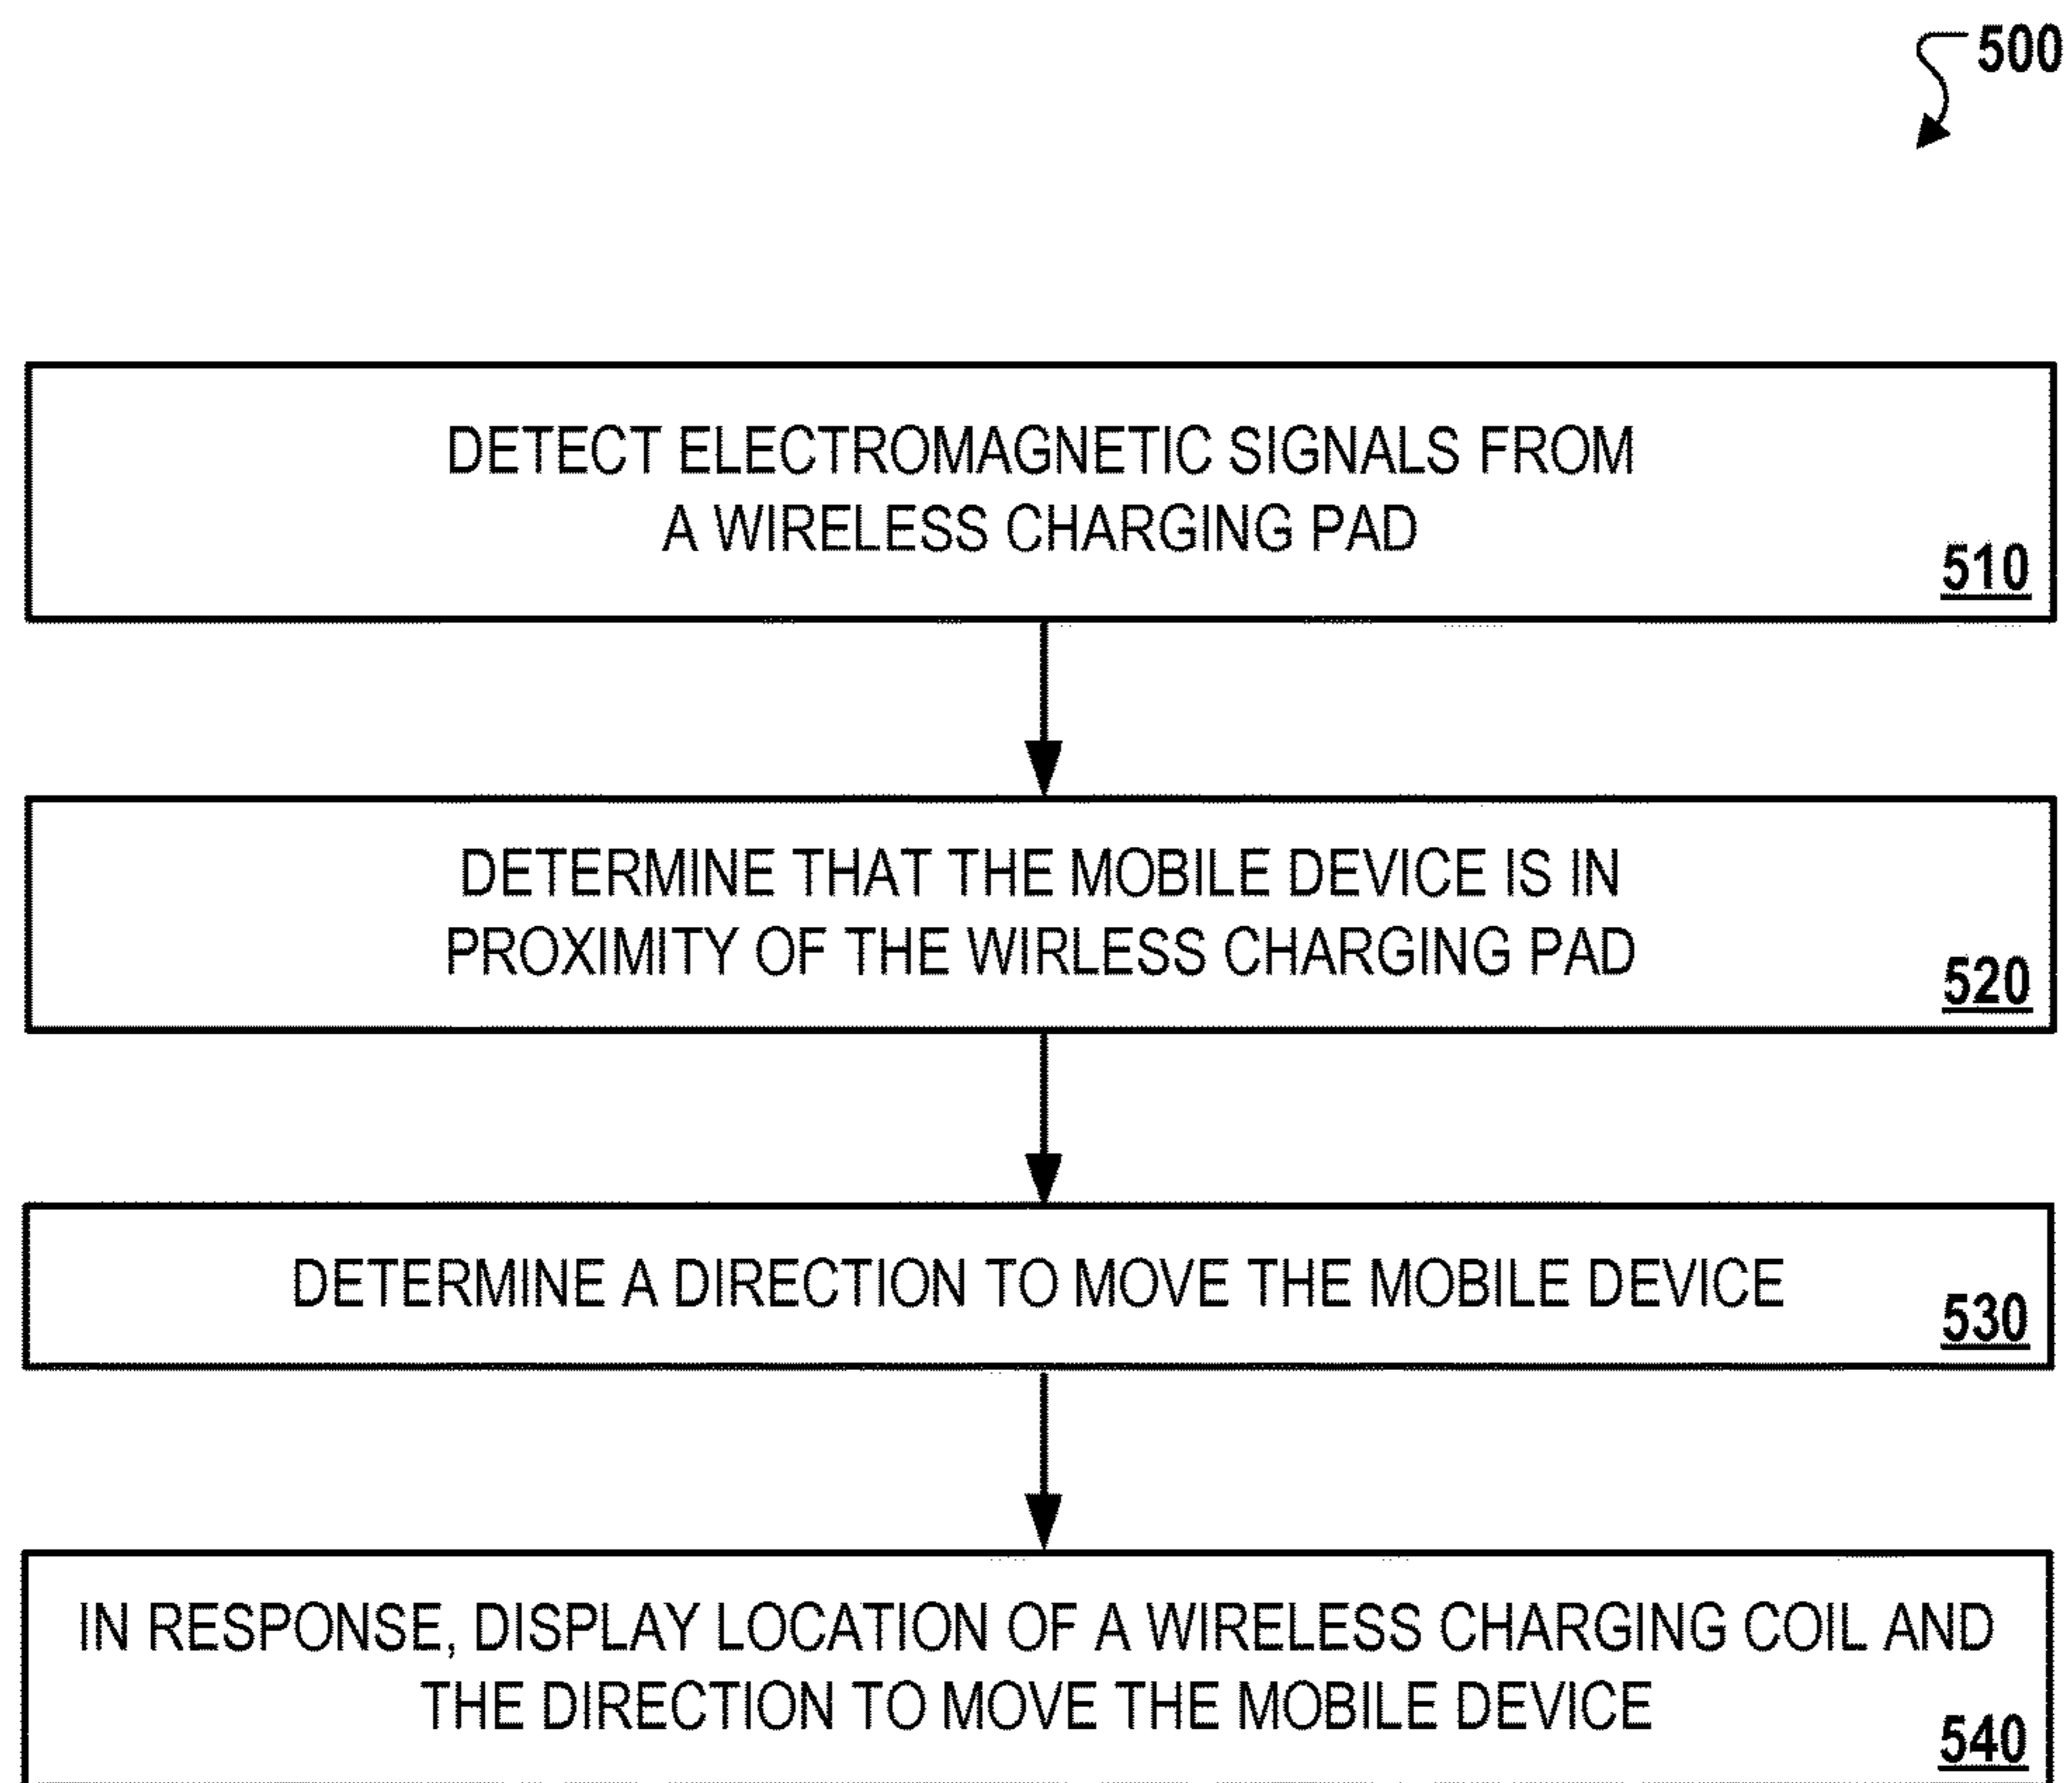 500
DETECT ELECTROMAGNETIC SIGNALS FROM
A WIRELESS CHARGING PAD
510
DETERMINE THAT THE MOBILE DEVICE IS IN
PROXIMITY OF THE WIRLESS CHARGING PAD
520
DETERMINE A DIRECTION TO MOVE THE MOBILE DEVICE
530
IN RESPONSE, DISPLAY LOCATION OF A WIRELESS CHARGING COIL AND
THE DIRECTION TO MOVE THE MOBILE DEVICE
540